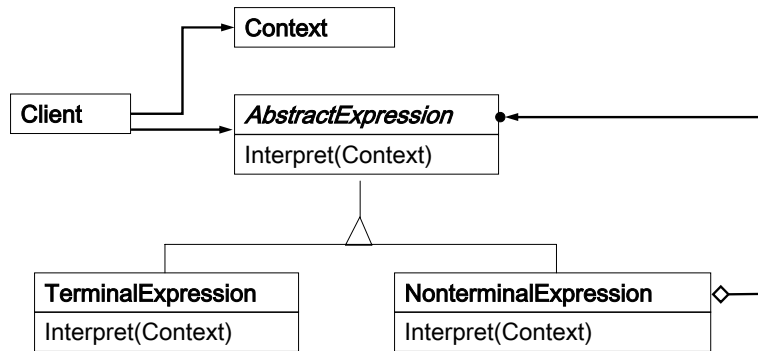 Context
Client
AbstractExpression
Interpret(Context)
TerminalExpression
Interpret(Context)
NonterminalExpression
Interpret(Context)